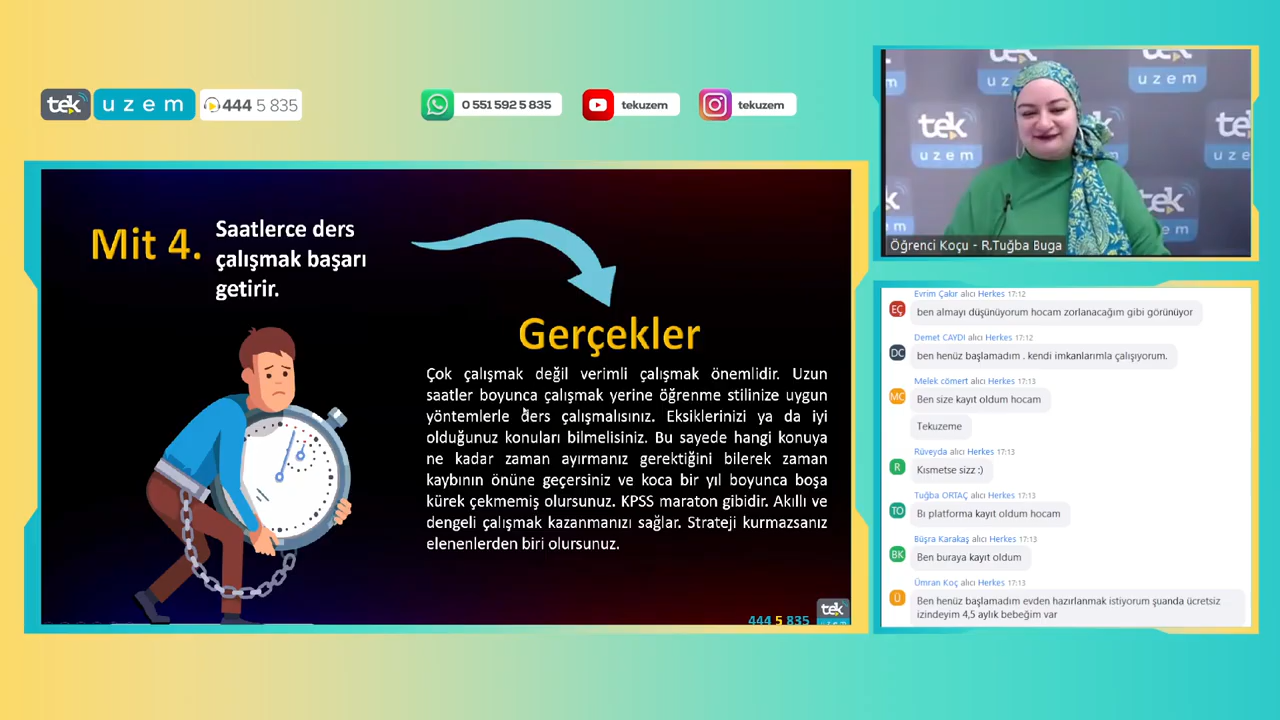 tek uzem 444 5 835
0 551 592 5 835
tekuzem
tekuzem
Mit 4.
Saatlerce ders
çalışmak başarı
getirir.
Gerçekler
Çok çalışmak değil verimli çalışmak önemlidir. Uzun
saatler boyunca çalışmak yerine öğrenme stilinize uygun
yöntemlerle ders çalışmalısınız. Eksiklerinizi ya da iyi
olduğunuz konuları bilmelisiniz. Bu sayede hangi konuya
ne kadar zaman ayırmanız gerektiğini bilerek zaman
kaybının önüne geçersiniz ve koca bir yıl boyunca boşa
kürek çekmemiş olursunuz. KPSS maraton gibidir. Akıllı ve
dengeli çalışmak kazanmanızı sağlar. Strateji kurmazsanız
elenenlerden biri olursunuz.
444 5 835
tek
uzem
tek
uzem
Öğrenci Koçu - R.Tuğba Buga
Evrim Çakır alıcı Herkes 17:12
EÇ
ben almayı düşünüyorum hocam zorlanacağım gibi görünüyor
Demet CAYDI alıcı Herkes 17:12
DC
ben henüz başlamadım . kendi imkanlarımla çalışıyorum.
Melek cömert alıcı Herkes 17:13
MC
Ben size kayıt oldum hocam
Tekuzeme
Rüveyda alıcı Herkes 17:13
R
Kısmetse sizz :)
Tuğba ORTAÇ alıcı Herkes 17:13
TO
Bı platforma kayıt oldum hocam
Büşra Karakaş alıcı Herkes 17:13
BK
Ben buraya kayıt oldum
Ümran Koç alıcı Herkes 17:13
Ü
Ben henüz başlamadım evden hazırlanmak istiyorum şuanda ücretsiz
izindeyim 4,5 aylık bebeğim var